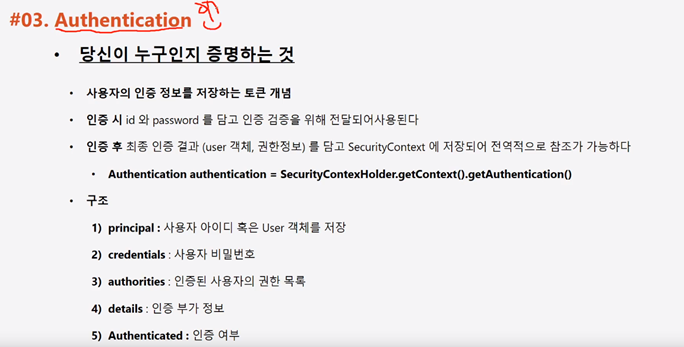 #03. Authentication
당신이 누구인지 증명하는 것
사용자의 인증 정보를 저장하는 토큰 개념
인증 시 id 와 password 를 담고 인증 검증을 위해 전달되어사용된다
인증 후 최종 인증 결과 (user 객체, 권한정보) 를 담고 SecurityContext 에 저장되어 전역적으로 참조가 가능하다
Authentication authentication = SecurityContexHolder.getContext().getAuthentication()
구조
1) principal : 사용자 아이디 혹은 User 객체를 저장
2) credentials : 사용자 비밀번호
3) authorities : 인증된 사용자의 권한 목록
4) details : 인증 부가 정보
5) Authenticated : 인증 여부